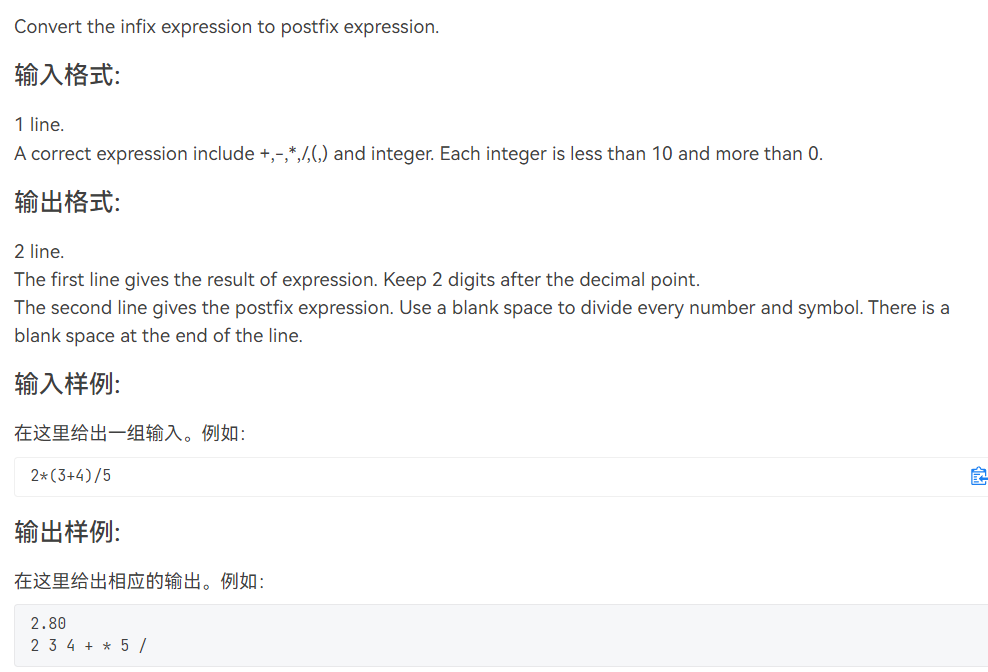 Convert the infix expression to postfix expression.
输入格式:
1 line.
A correct expression include +,-,*,/,(,) and integer. Each integer is less than 10 and more than 0.
输出格式:
2 line.
The first line gives the result of expression. Keep 2 digits after the decimal point.
The second line gives the postfix expression. Use a blank space to divide every number and symbol. There is a
blank space at the end of the line.
输入样例:
在这里给出一组输入。例如：
2*(3+4)/5
输出样例:
在这里给出相应的输出。例如：
2.80
2 3 4 + * 5 /